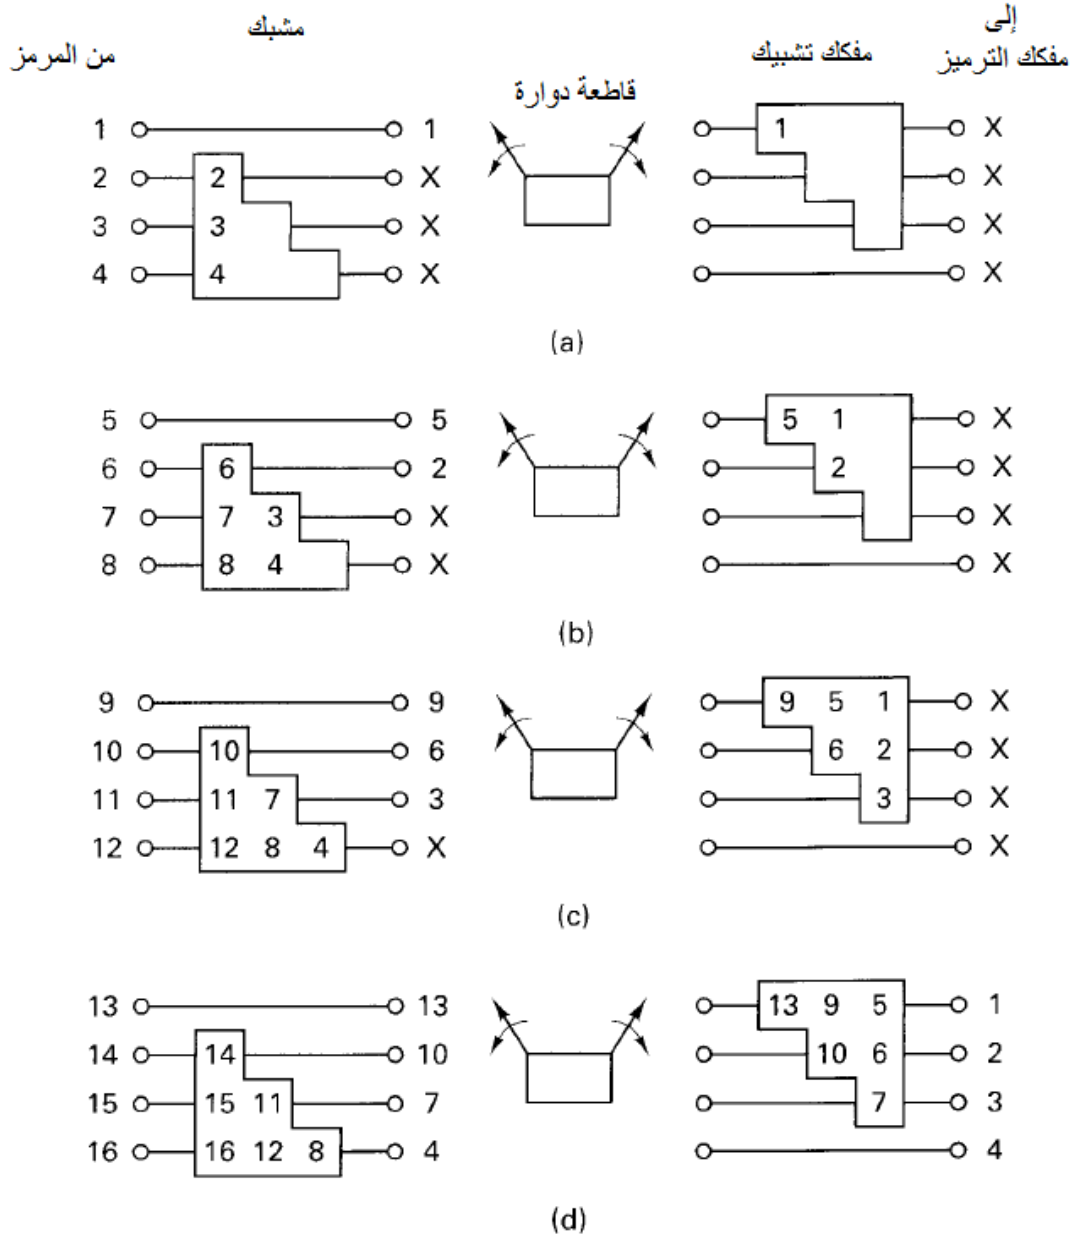 مشبك
إلى
من المرمز
مفكك تشبيك
مفكك الترميز
قاطعة دوارة
1 1 1 X
2 2 X X
3 3 X X
4 4 X X
(a)
5 5 5 1 X
6 6 2 2 X
7 7 3 X X
8 8 4 X X
(b)
9 9 9 5 1 X
10 10 6 6 2 X
11 11 7 3 3 X
12 12 8 4 X X
(c)
13 13 13 9 5 1
14 14 10 10 6 2
15 15 11 7 7 3
16 16 12 8 4 4
(d)